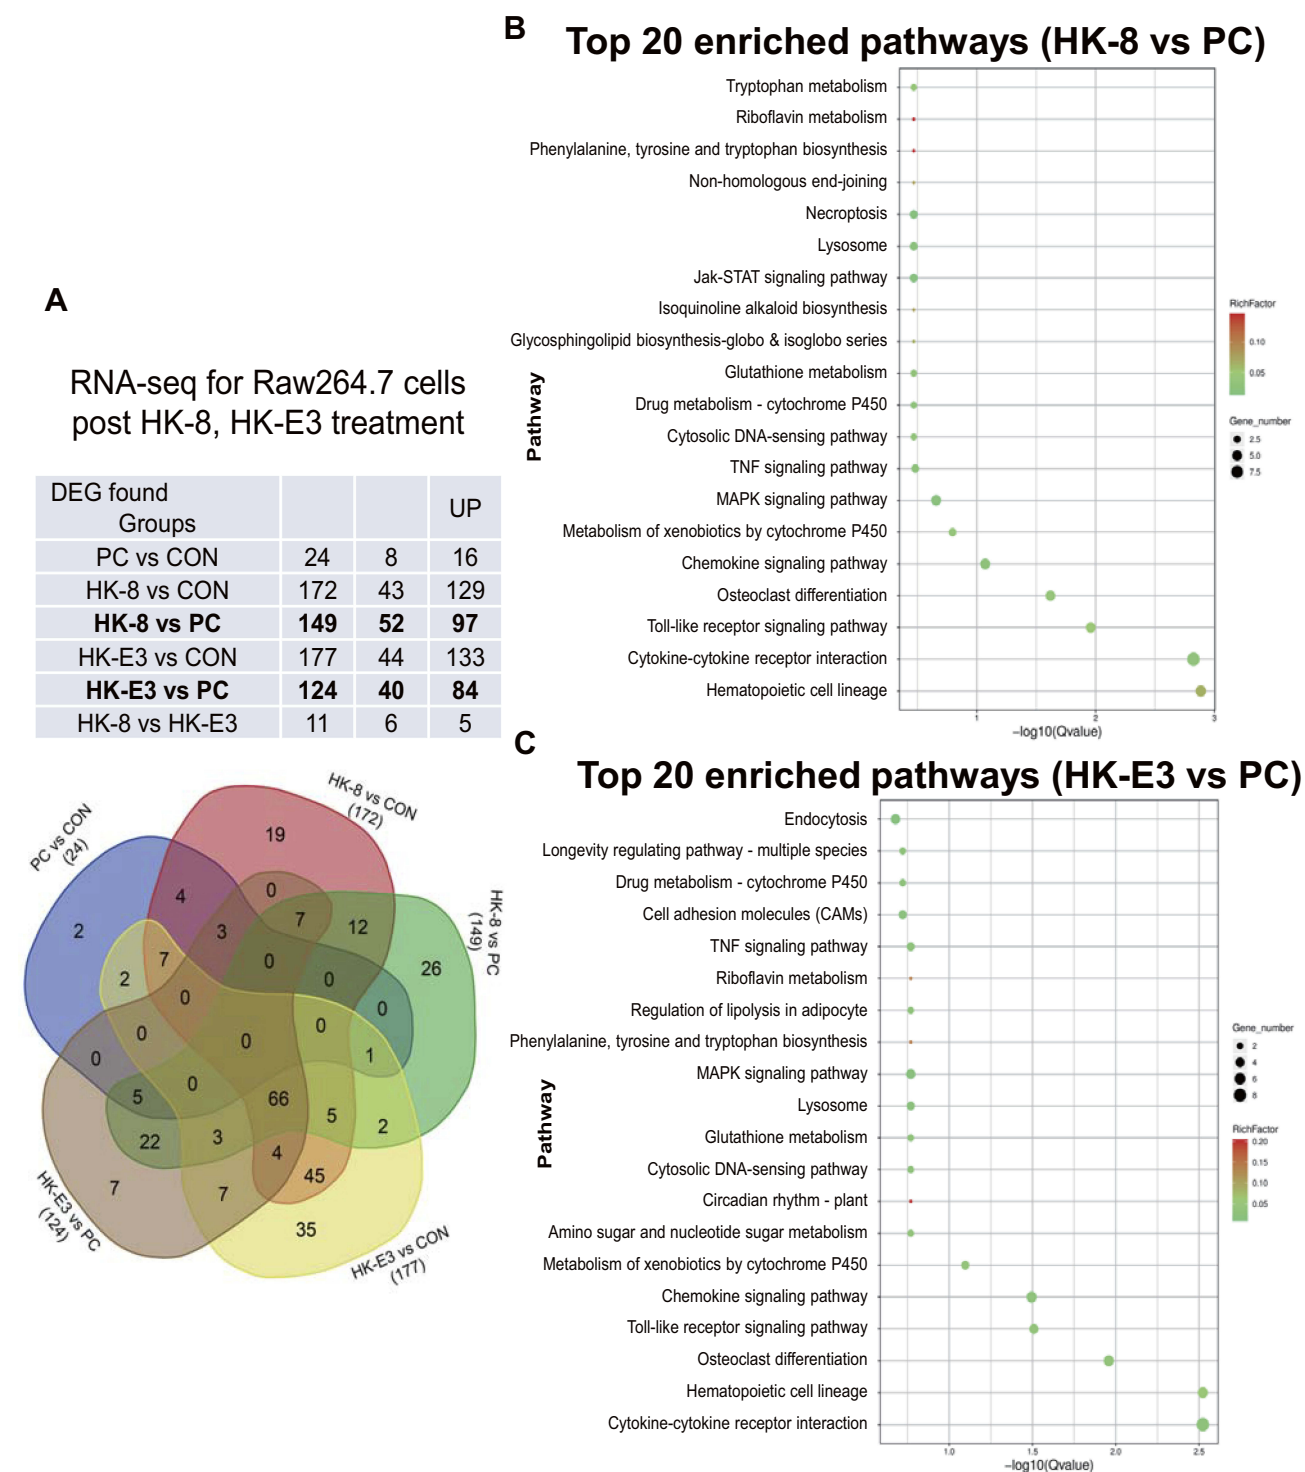 A
RNA-seq for Raw264.7 cells
post HK-8, HK-E3 treatment
DEG found
Groups
UP
PC vs CON 24 8 16
HK-8 vs CON 172 43 129
HK-8 vs PC 149 52 97
HK-E3 vs CON 177 44 133
HK-E3 vs PC 124 40 84
HK-8 vs HK-E3 11 6 5
PC vs CON
(24)
HK-8 vs CON
(172)
HK-8 vs PC
(149)
HK-E3 vs CON
(177)
HK-E3 vs PC
(124)
19
4
0
2
3
7
12
26
7
0
2
0
0
0
0
0
0
1
0
0
5
66
5
2
22
3
4
45
7
7
35
B
Top 20 enriched pathways (HK-8 vs PC)
Pathway
Tryptophan metabolism
Riboflavin metabolism
Phenylalanine, tyrosine and tryptophan biosynthesis
Non-homologous end-joining
Necroptosis
Lysosome
Jak-STAT signaling pathway
Isoquinoline alkaloid biosynthesis
Glycosphingolipid biosynthesis-globo & isoglobo series
Glutathione metabolism
Drug metabolism - cytochrome P450
Cytosolic DNA-sensing pathway
TNF signaling pathway
MAPK signaling pathway
Metabolism of xenobiotics by cytochrome P450
Chemokine signaling pathway
Osteoclast differentiation
Toll-like receptor signaling pathway
Cytokine-cytokine receptor interaction
Hematopoietic cell lineage
1 2 3
−log10(Qvalue)
RichFactor
0.10
0.05
Gene_number
2.5
5.0
7.5
C
Top 20 enriched pathways (HK-E3 vs PC)
Pathway
Endocytosis
Longevity regulating pathway - multiple species
Drug metabolism - cytochrome P450
Cell adhesion molecules (CAMs)
TNF signaling pathway
Riboflavin metabolism
Regulation of lipolysis in adipocyte
Phenylalanine, tyrosine and tryptophan biosynthesis
MAPK signaling pathway
Lysosome
Glutathione metabolism
Cytosolic DNA-sensing pathway
Circadian rhythm - plant
Amino sugar and nucleotide sugar metabolism
Metabolism of xenobiotics by cytochrome P450
Chemokine signaling pathway
Toll-like receptor signaling pathway
Osteoclast differentiation
Hematopoietic cell lineage
Cytokine-cytokine receptor interaction
1.0 1.5 2.0 2.5
−log10(Qvalue)
Gene_number
2
4
6
8
RichFactor
0.20
0.15
0.10
0.05